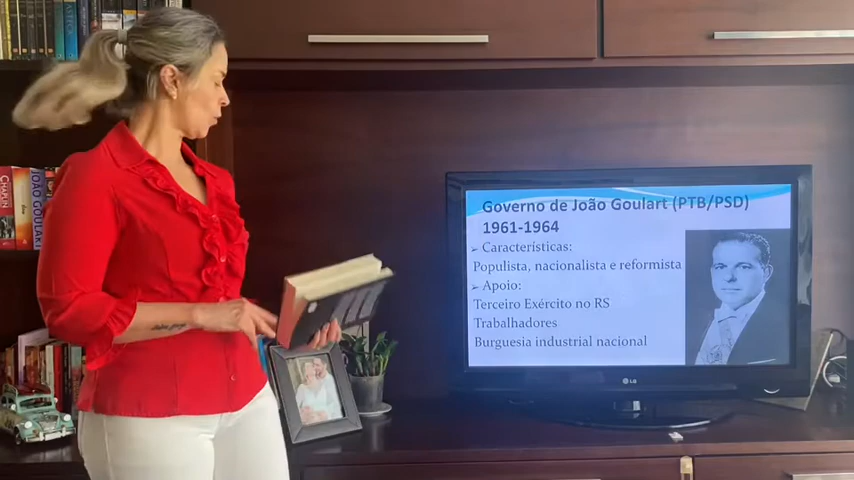 CHAPLIN
JOÃO GOULART
Governo de João Goulart (PTB/PSD)
1961-1964
➢ Características:
Populista, nacionalista e reformista
➢ Apoio:
Terceiro Exército no RS
Trabalhadores
Burguesia industrial nacional
LG